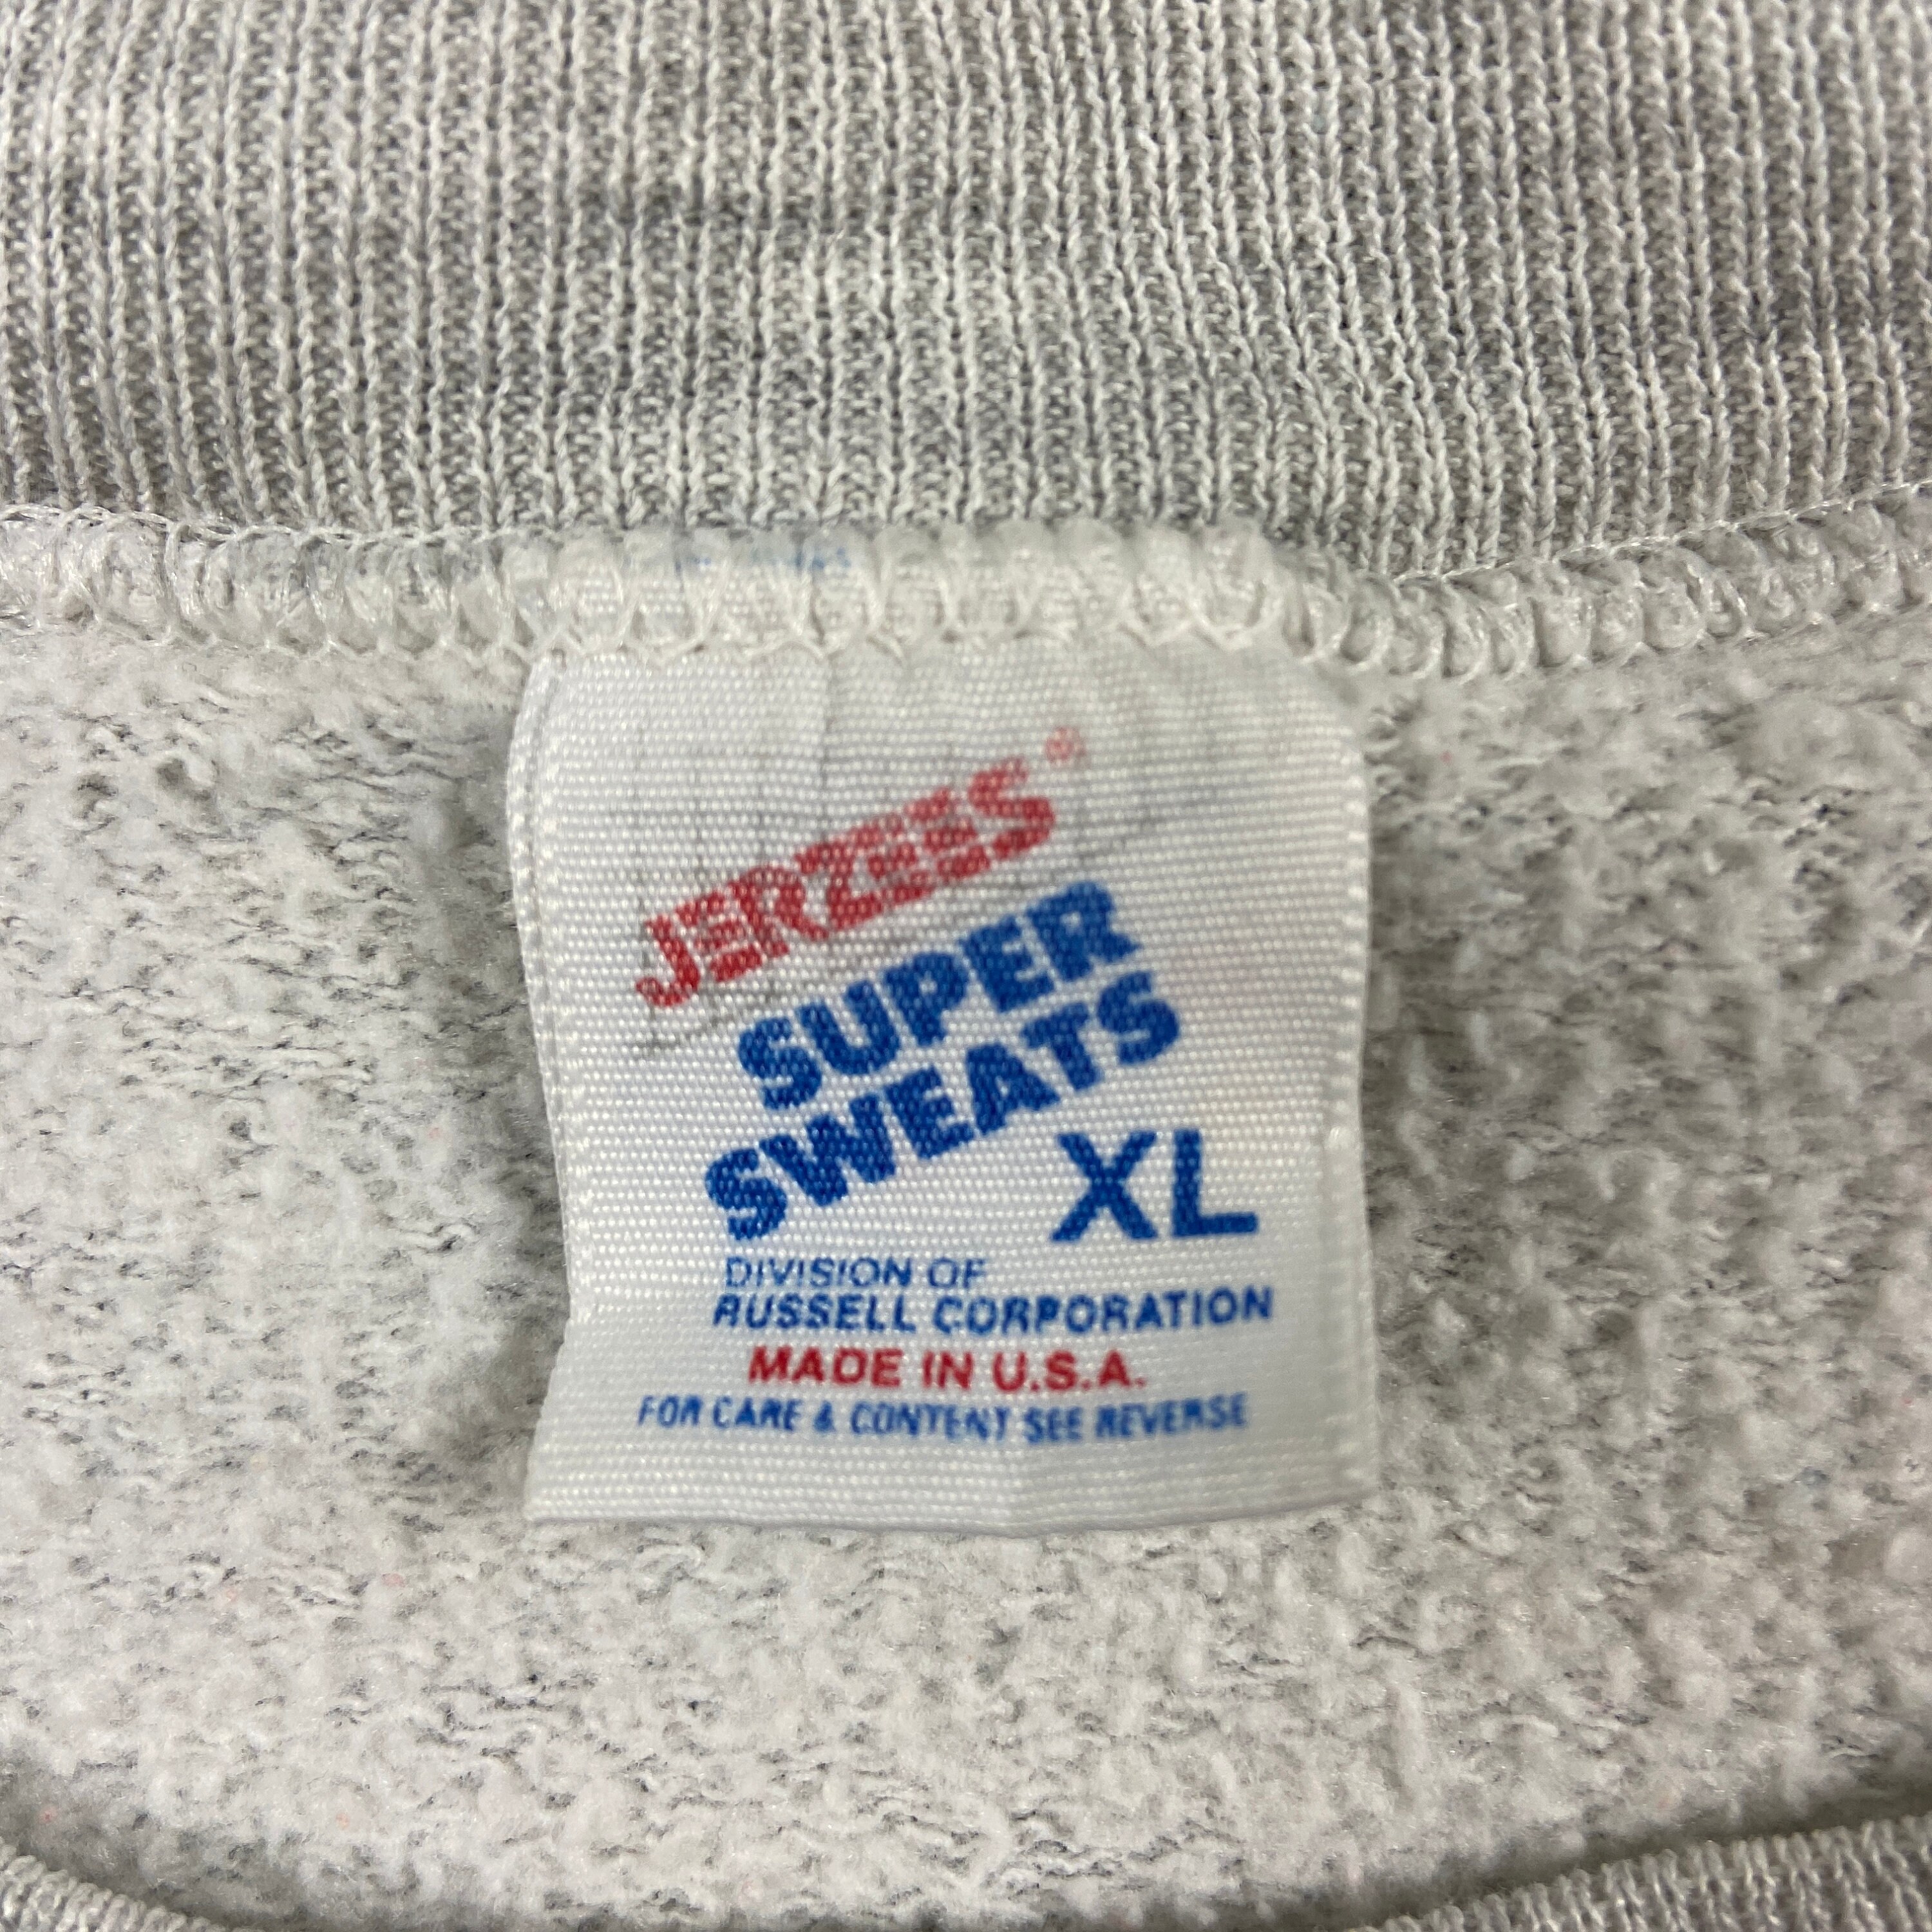 JERZEES®
SUPER
SWEATS
XL
DIVISION OF
RUSSELL CORPORATION
MADE IN U.S.A.
FOR CARE & CONTENT SEE REVERSE